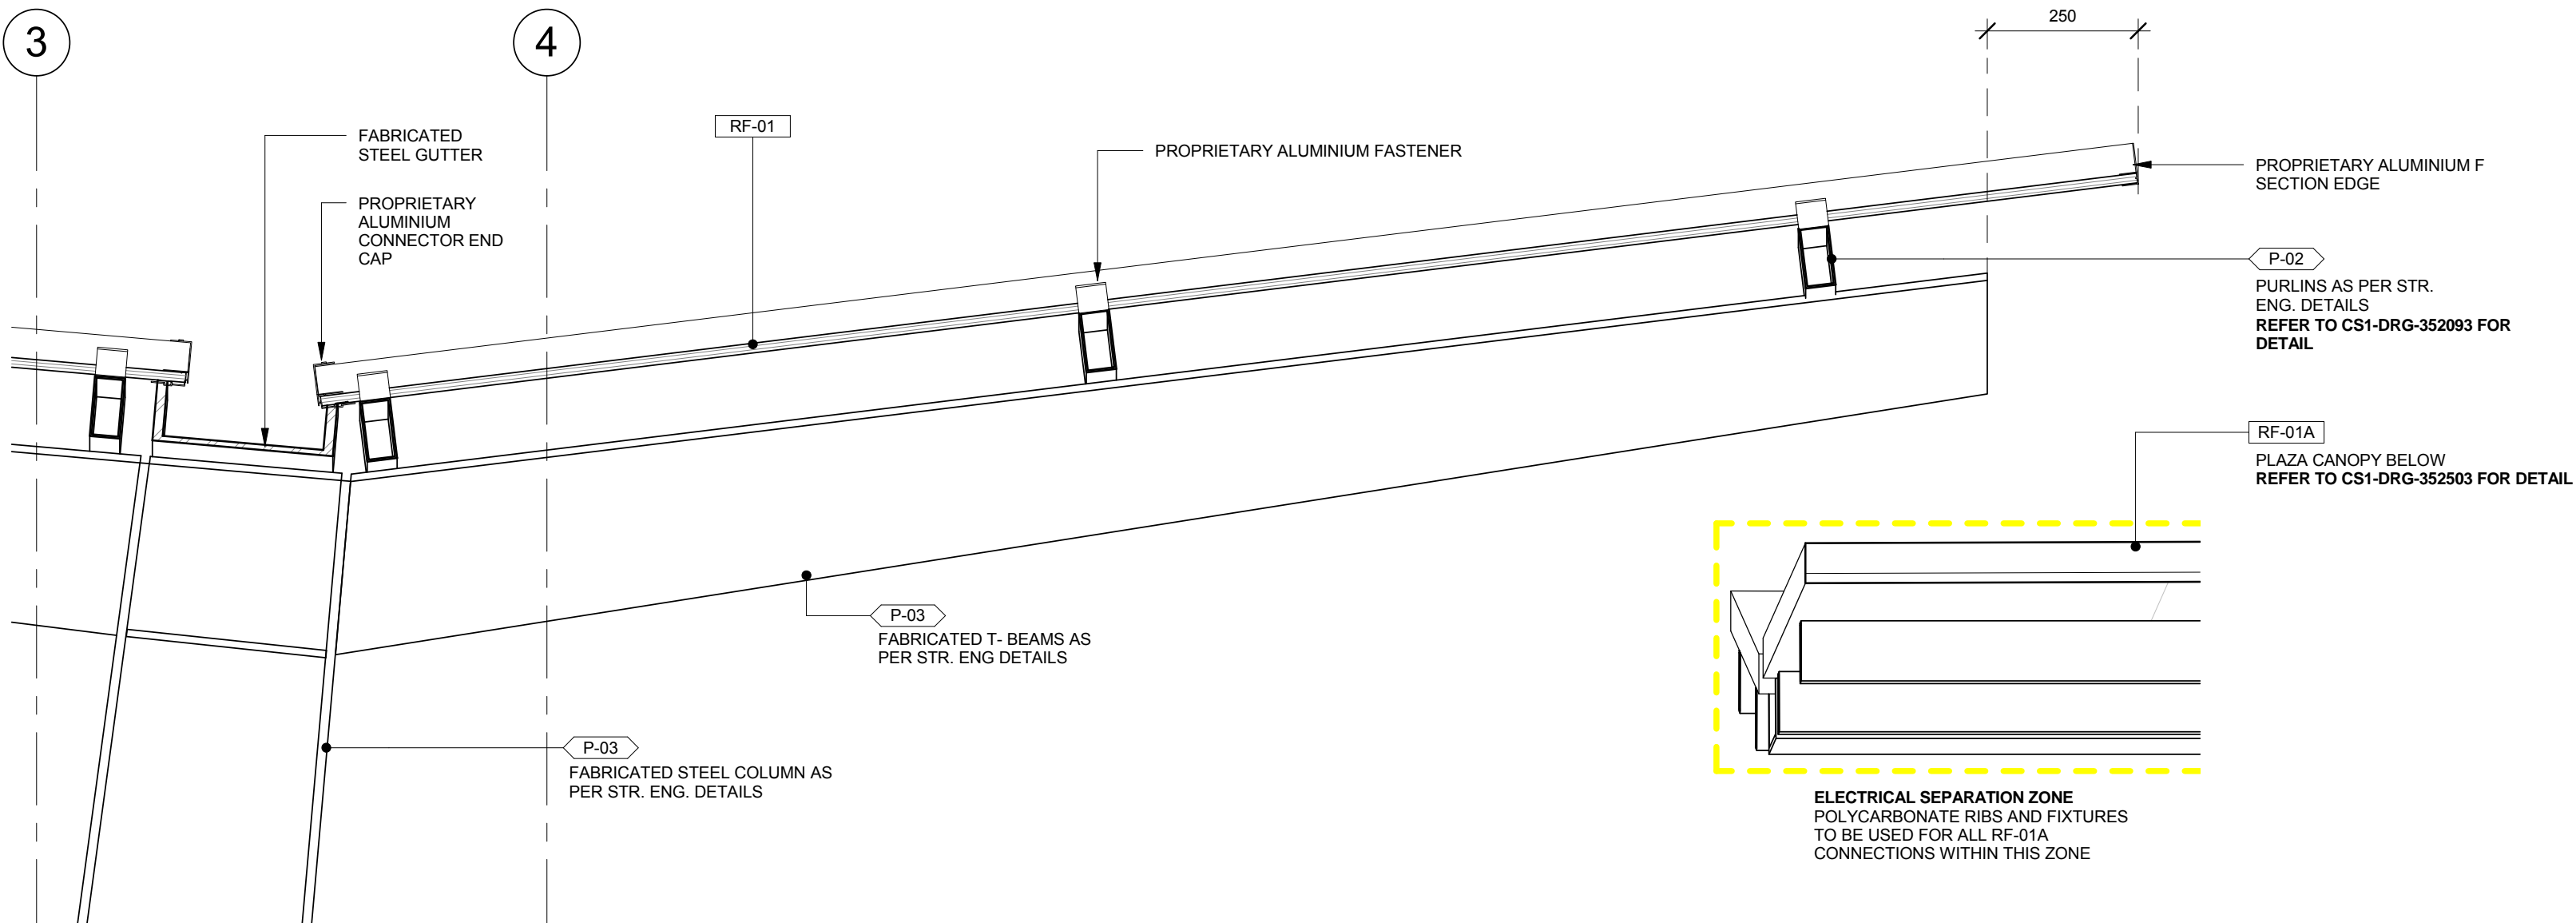 3
4
250
FABRICATED
STEEL GUTTER
PROPRIETARY
ALUMINIUM
CONNECTOR END
CAP
RF-01
PROPRIETARY ALUMINIUM FASTENER
PROPRIETARY ALUMINIUM F
SECTION EDGE
P-02
PURLINS AS PER STR.
ENG. DETAILS
REFER TO CS1-DRG-352093 FOR
DETAIL
RF-01A
PLAZA CANOPY BELOW
REFER TO CS1-DRG-352503 FOR DETAIL
P-03
FABRICATED T- BEAMS AS
PER STR. ENG DETAILS
P-03
FABRICATED STEEL COLUMN AS
PER STR. ENG. DETAILS
ELECTRICAL SEPARATION ZONE
POLYCARBONATE RIBS AND FIXTURES
TO BE USED FOR ALL RF-01A
CONNECTIONS WITHIN THIS ZONE